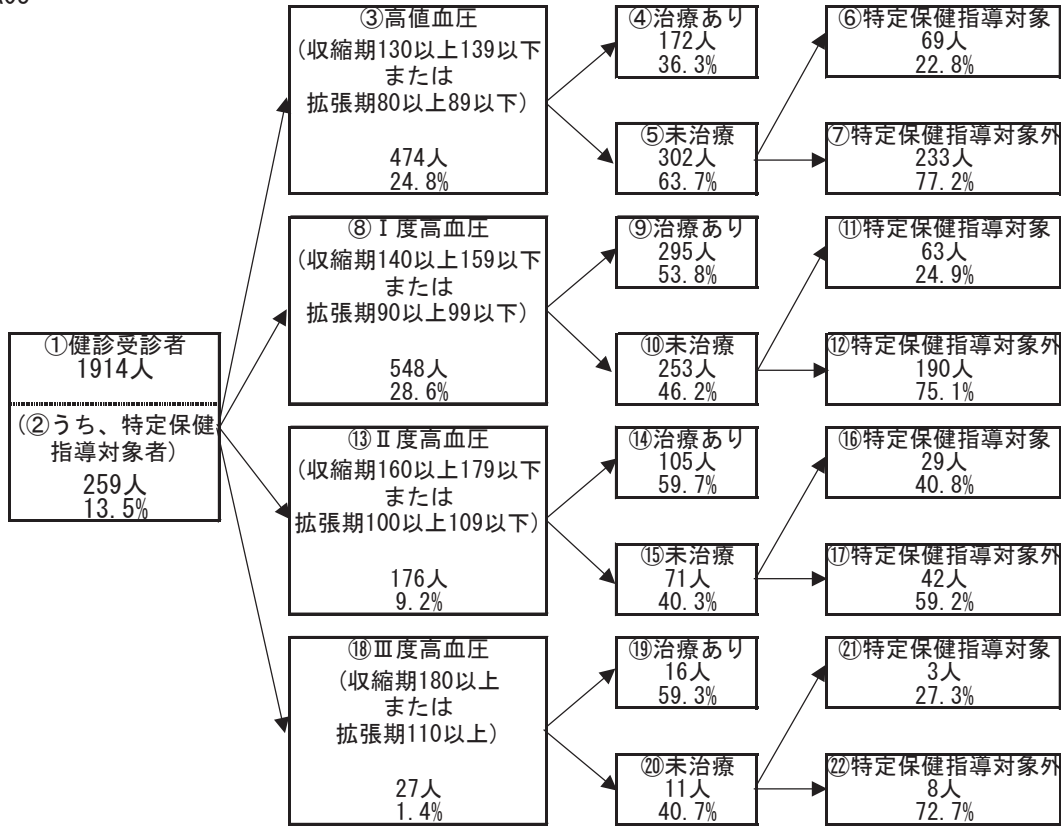 ①健診受診者
1914人
(②うち、特定保健
指導対象者)
259人
13.5%
③高値血圧
(収縮期130以上139以下
または
拡張期80以上89以下)
474人
24.8%
④治療あり
172人
36.3%
⑤未治療
302人
63.7%
⑥特定保健指導対象
69人
22.8%
⑦特定保健指導対象外
233人
77.2%
⑧Ⅰ度高血圧
(収縮期140以上159以下
または
拡張期90以上99以下)
548人
28.6%
⑨治療あり
295人
53.8%
⑩未治療
253人
46.2%
⑪特定保健指導対象
63人
24.9%
⑫特定保健指導対象外
190人
75.1%
⑬Ⅱ度高血圧
(収縮期160以上179以下
または
拡張期100以上109以下)
176人
9.2%
⑭治療あり
105人
59.7%
⑮未治療
71人
40.3%
⑯特定保健指導対象
29人
40.8%
⑰特定保健指導対象外
42人
59.2%
⑱Ⅲ度高血圧
(収縮期180以上
または
拡張期110以上)
27人
1.4%
⑲治療あり
16人
59.3%
⑳未治療
11人
40.7%
㉑特定保健指導対象
3人
27.3%
㉒特定保健指導対象外
8人
72.7%